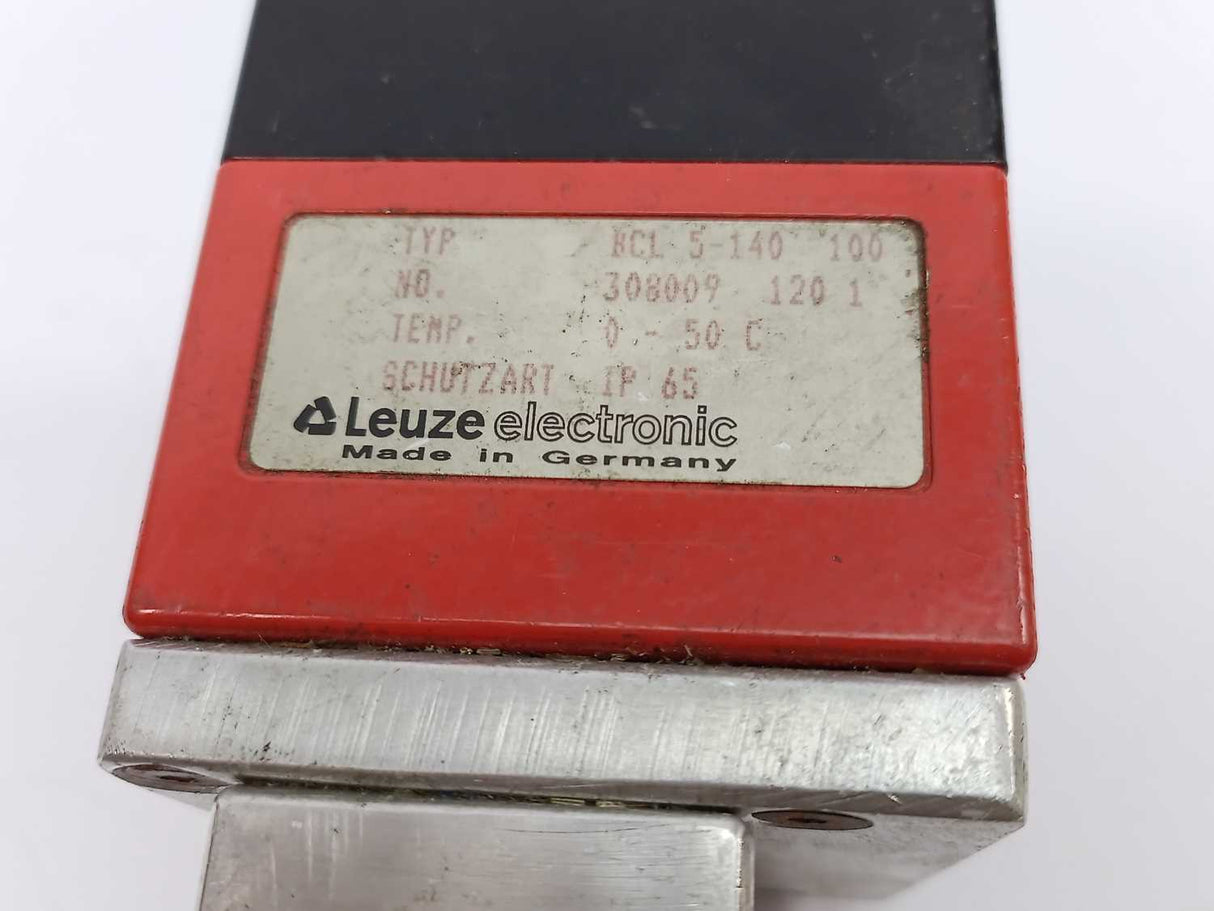 TYP BCL 5-140 100
NO. 308009 120 1
TEMP. 0 - 50 C
SCHUTZART IP 65
Leuze electronic
Made in Germany